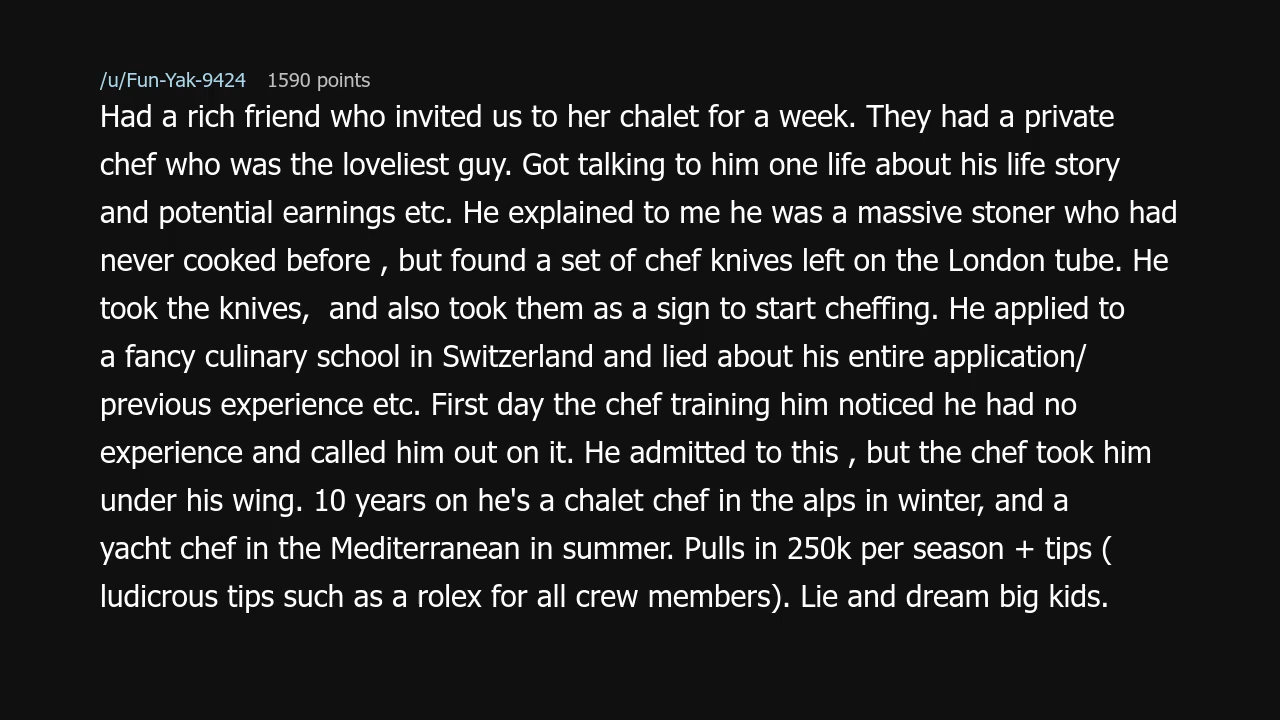 /u/Fun-Yak-9424 1590 points
Had a rich friend who invited us to her chalet for a week. They had a private
chef who was the loveliest guy. Got talking to him one life about his life story
and potential earnings etc. He explained to me he was a massive stoner who had
never cooked before , but found a set of chef knives left on the London tube. He
took the knives,  and also took them as a sign to start cheffing. He applied to
a fancy culinary school in Switzerland and lied about his entire application/
previous experience etc. First day the chef training him noticed he had no
experience and called him out on it. He admitted to this , but the chef took him
under his wing. 10 years on he's a chalet chef in the alps in winter, and a
yacht chef in the Mediterranean in summer. Pulls in 250k per season + tips (
ludicrous tips such as a rolex for all crew members). Lie and dream big kids.